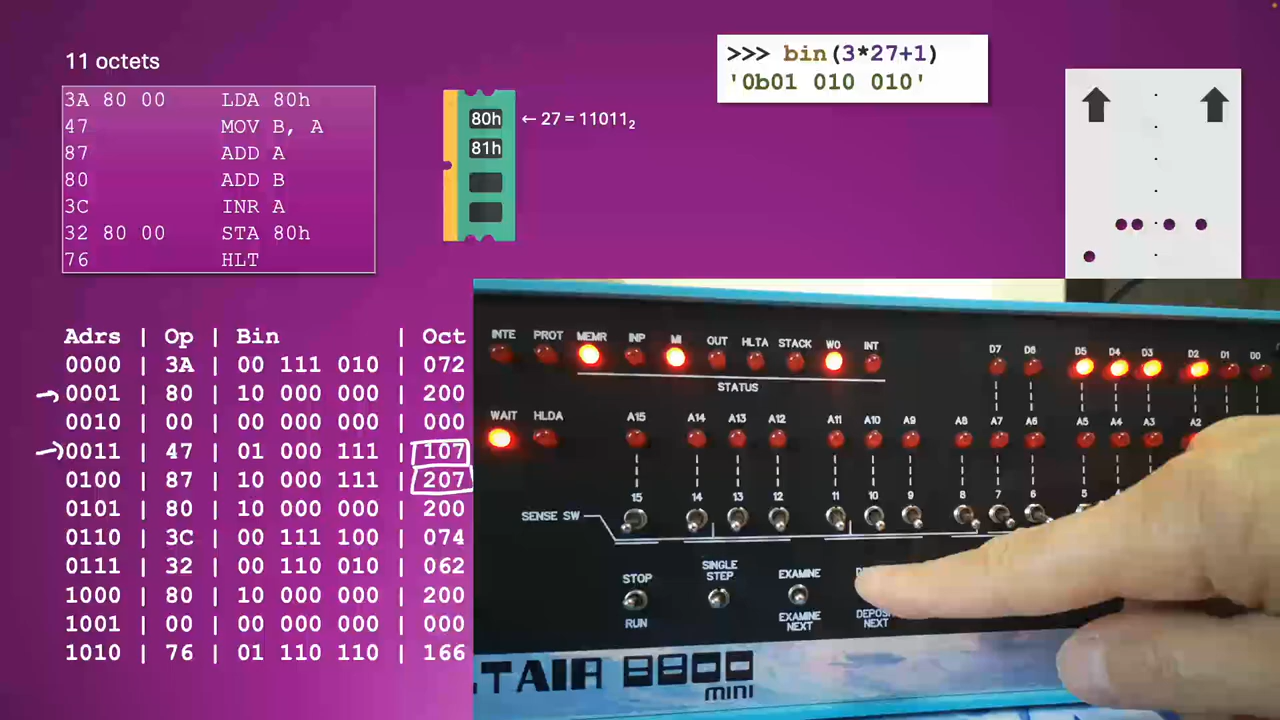 11 octets
3A 80 00 LDA 80h
47 MOV B, A
87 ADD A
80 ADD B
3C INR A
32 80 00 STA 80h
76 HLT
80h
81h
← 27 = 11011₂
>>> bin(3*27+1)
'0b01 010 010'
Adrs | Op | Bin | Oct
0000 | 3A | 00 111 010 | 072
0001 | 80 | 10 000 000 | 200
0010 | 00 | 00 000 000 | 000
0011 | 47 | 01 000 111 | 107
0100 | 87 | 10 000 111 | 207
0101 | 80 | 10 000 000 | 200
0110 | 3C | 00 111 100 | 074
0111 | 32 | 00 110 010 | 062
1000 | 80 | 10 000 000 | 200
1001 | 00 | 00 000 000 | 000
1010 | 76 | 01 110 110 | 166
INTE PROT MEMR INP MI OUT HLTA STACK WO INT D7 D6 D5 D4 D3 D2 D1 D0
STATUS
WAIT HLDA A15 A14 A13 A12 A11 A10 A9 A8 A7 A6 A5 A4 A3 A2
15 14 13 12 11 10 9 8 7 6 5
SENSE SW
STOP SINGLE STEP EXAMINE
RUN EXAMINE NEXT NEXT
TAIR 8800
mini